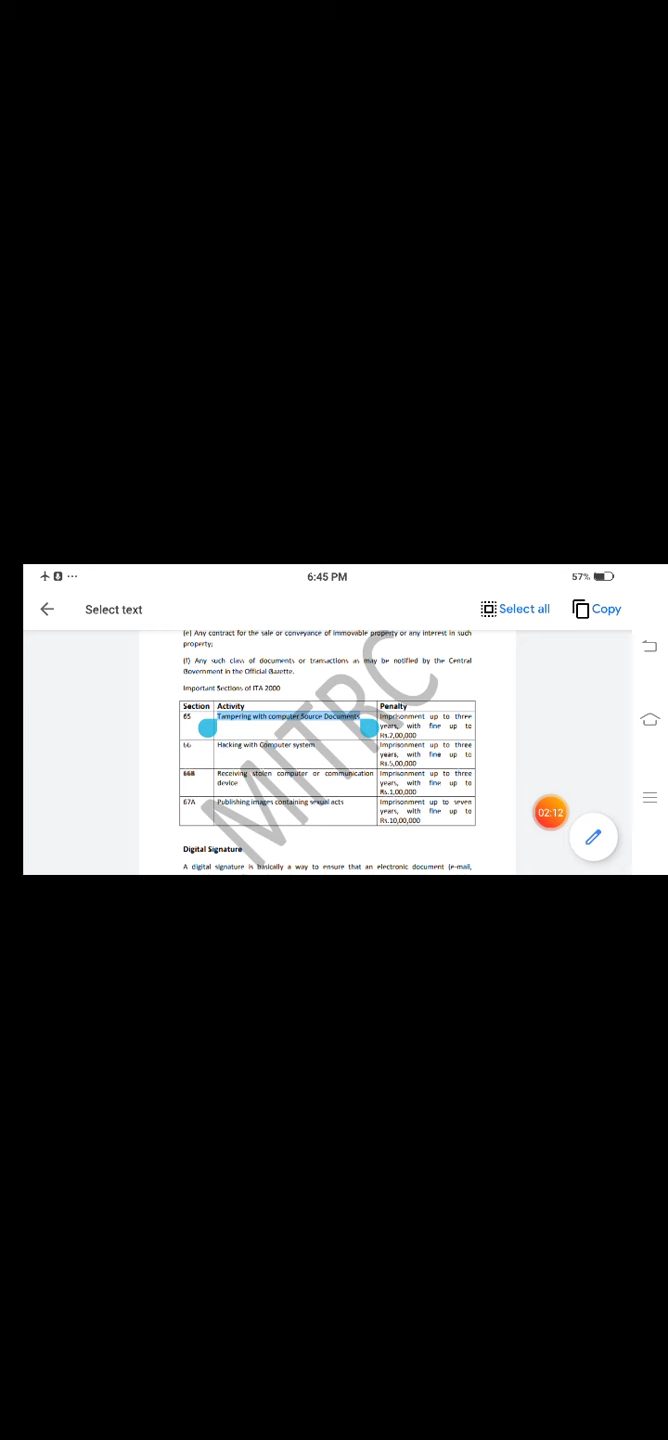 6:45 PM
57%
Select text
Select all
Copy
(e) Any contract for the sale or conveyance of immovable property or any interest in such
property;
(f) Any such class of documents or transactions as may be notified by the Central
Government in the Official Gazette.
Important Sections of ITA 2000
Section Activity Penalty
65 Tampering with computer Source Documents Imprisonment up to three
years, with fine up to
Rs.2,00,000
66 Hacking with Computer system Imprisonment up to three
years, with fine up to
Rs.5,00,000
66B Receiving stolen computer or communication Imprisonment up to three
device years, with fine up to
Rs.1,00,000
67A Publishing images containing sexual acts Imprisonment up to seven
years, with fine up to
Rs.10,00,000
MITRC
02:12
Digital Signature
A digital signature is basically a way to ensure that an electronic document (e-mail,